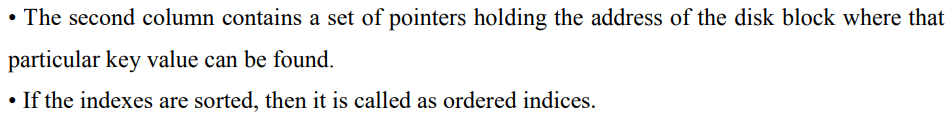 • The second column contains a set of pointers holding the address of the disk block where that
particular key value can be found.
• If the indexes are sorted, then it is called as ordered indices.